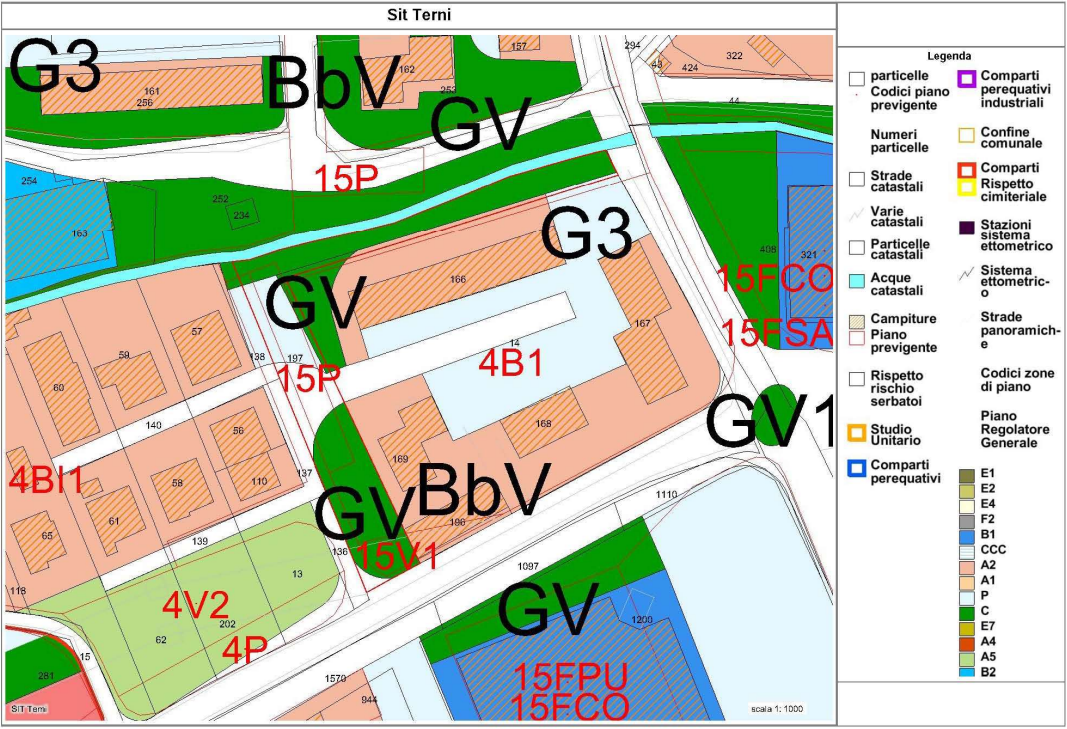 Sit Terni
G3
BbV
GV
15P
161
256
162
253
157
294
43
424
322
44
254
163
252
234
G3
408
321
15FCO
15FSA
GV
166
167
57
59
60
138
197
15P
14
4B1
140
56
168
GV1
4BI1
58
110
137
169
BbV
GV
196
1110
65
61
139
136
15V1
1097
118
13
4V2
202
62
4P
GV
1200
15
281
15FPU
15FCO
1570
944
SIT Terni
scala 1: 1000
Legenda
particelle
Codici piano
previgente
Numeri
particelle
Strade
catastali
Varie
catastali
Particelle
catastali
Acque
catastali
Campiture
Piano
previgente
Rispetto
rischio
serbatoi
Studio
Unitario
Comparti
perequativi
Comparti
perequativi
industriali
Confine
comunale
Comparti
Rispetto
cimiteriale
Stazioni
sistema
ettometrico
Sistema
ettometric-
o
Strade
panoramich-
e
Codici zone
di piano
Piano
Regolatore
Generale
E1
E2
E4
F2
B1
CCC
A2
A1
P
C
E7
A4
A5
B2